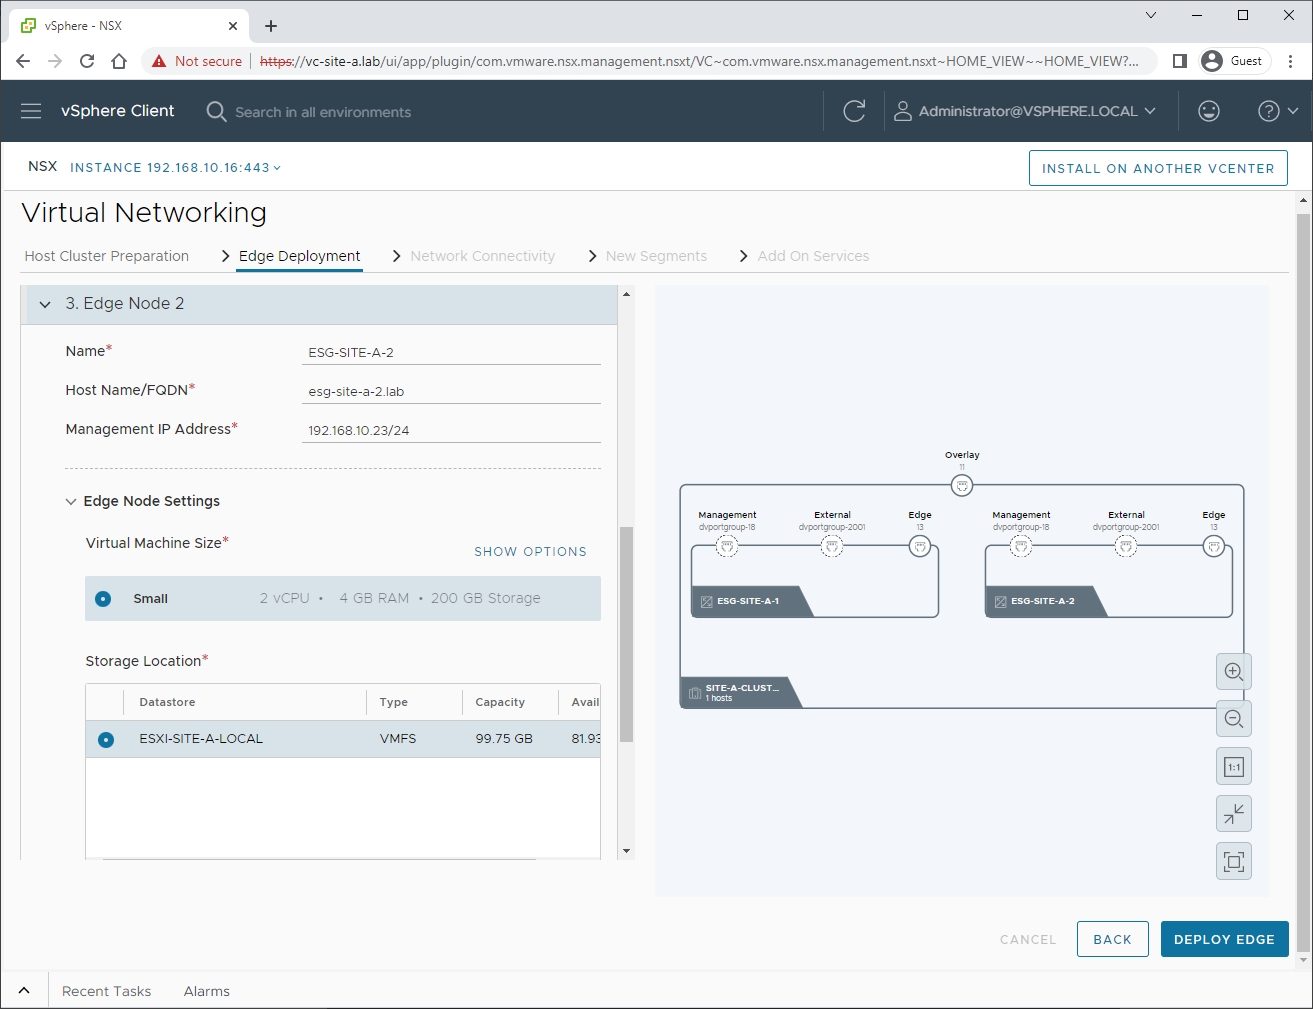 vSphere - NSX
Not secure
https://vc-site-a.lab/ui/app/plugin/com.vmware.nsx.management.nsxt/VC~com.vmware.nsx.management.nsxt~HOME_VIEW~~HOME_VIEW?...
Guest
vSphere Client
Search in all environments
Administrator@VSPHERE.LOCAL
NSX
INSTANCE 192.168.10.16:443
INSTALL ON ANOTHER VCENTER
Virtual Networking
Host Cluster Preparation
Edge Deployment
Network Connectivity
New Segments
Add On Services
3. Edge Node 2
Name*
ESG-SITE-A-2
Host Name/FQDN*
esg-site-a-2.lab
Management IP Address*
192.168.10.23/24
Edge Node Settings
Virtual Machine Size*
SHOW OPTIONS
Small
2 vCPU • 4 GB RAM • 200 GB Storage
Storage Location*
Datastore
Type
Capacity
Avail
ESXI-SITE-A-LOCAL
VMFS
99.75 GB
81.93
Overlay
11
Management
dvportgroup-18
External
dvportgroup-2001
Edge
13
Management
dvportgroup-18
External
dvportgroup-2001
Edge
13
ESG-SITE-A-1
ESG-SITE-A-2
SITE-A-CLUST...
1 hosts
1:1
CANCEL
BACK
DEPLOY EDGE
Recent Tasks
Alarms